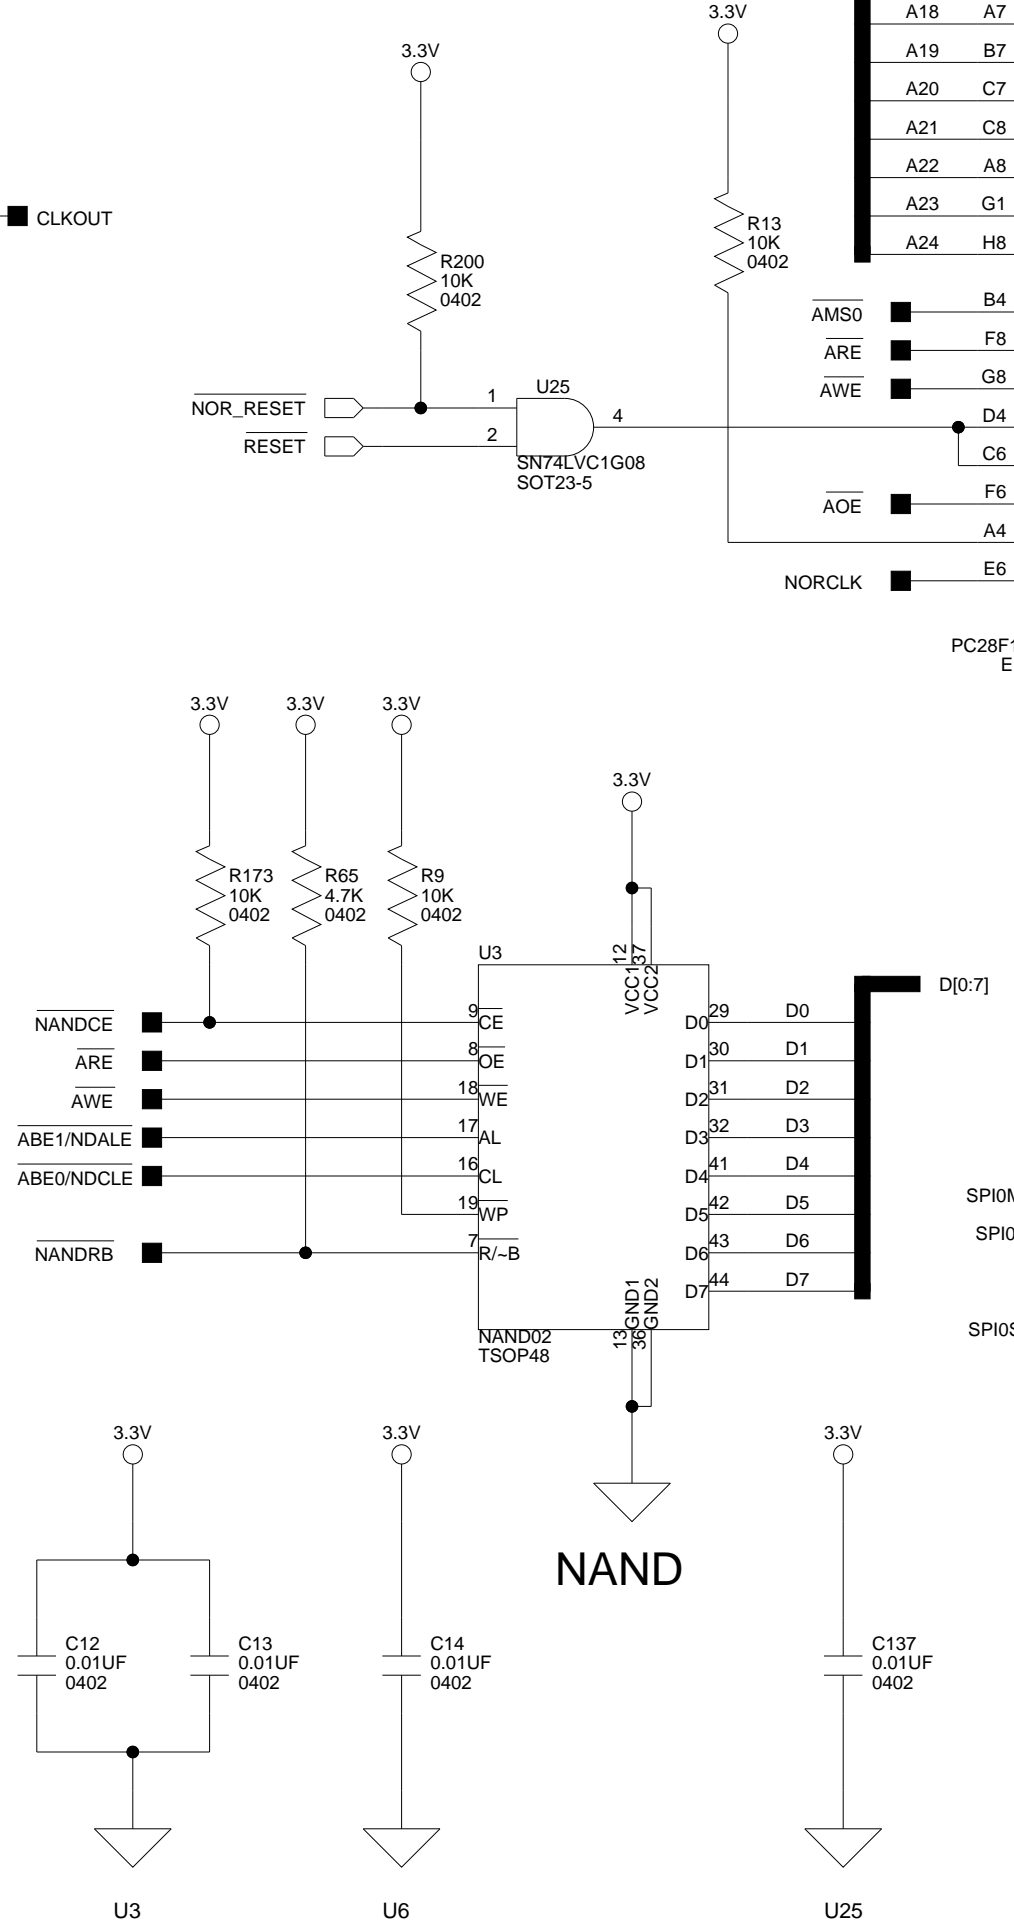 3.3V
A18 A7
3.3V
A19 B7
A20 C7
A21 C8
A22 A8
CLKOUT
A23 G1
R13
10K
0402
A24 H8
R200
10K
0402
AMS0 B4
ARE F8
AWE G8
U25
NOR_RESET 1
4
D4
RESET 2
SN74LVC1G08
SOT23-5
C6
AOE F6
A4
NORCLK E6
PC28F1
E
3.3V 3.3V 3.3V
3.3V
R173
10K
0402
R65
4.7K
0402
R9
10K
0402
U3
12 37
VCC1
VCC2
D[0:7]
NANDCE 9 CE D0 29 D0
ARE 8 OE D1 30 D1
AWE 18 WE D2 31 D2
ABE1/NDALE 17 AL D3 32 D3
ABE0/NDCLE 16 CL D4 41 D4
19 WP D5 42 D5
SPI0M
NANDRB 7 R/~B D6 43 D6
SPI0
D7 44 D7
GND1
GND2
13 36
NAND02
TSOP48
SPI0S
3.3V 3.3V 3.3V
NAND
C12
0.01UF
0402
C13
0.01UF
0402
C14
0.01UF
0402
C137
0.01UF
0402
U3 U6 U25